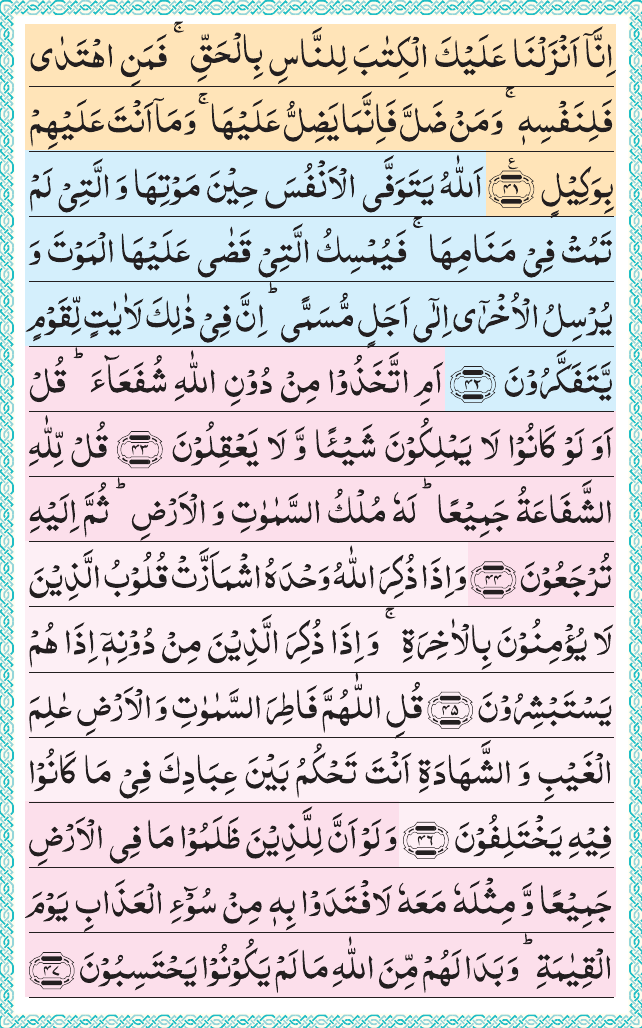 اِنَّاۤ اَنْزَلْنَا عَلَیْكَ الْكِتٰبَ لِلنَّاسِ بِالْحَقِّ ۚ فَمَنِ اهْتَدٰی
فَلِنَفْسِهٖ ۚ وَمَنْ ضَلَّ فَاِنَّمَا یَضِلُّ عَلَیْهَا ۚ وَمَاۤ اَنْتَ عَلَیْهِمْ
بِوَكِیْلٍ ﴿۴۱﴾ ع اَللّٰهُ یَتَوَفَّی الْاَنْفُسَ حِیْنَ مَوْتِهَا وَ الَّتِیْ لَمْ
تَمُتْ فِیْ مَنَامِهَا ۚ فَیُمْسِكُ الَّتِیْ قَضٰی عَلَیْهَا الْمَوْتَ وَ
یُرْسِلُ الْاُخْرٰۤی اِلٰۤی اَجَلٍ مُّسَمًّی ؕ اِنَّ فِیْ ذٰلِكَ لَاٰیٰتٍ لِّقَوْمٍ
یَّتَفَكَّرُوْنَ ﴿۴۲﴾ اَمِ اتَّخَذُوْا مِنْ دُوْنِ اللّٰهِ شُفَعَآءَ ؕ قُلْ
اَوَ لَوْ كَانُوْا لَا یَمْلِكُوْنَ شَیْـًٔا وَّ لَا یَعْقِلُوْنَ ﴿۴۳﴾ قُلْ لِّلّٰهِ
الشَّفَاعَةُ جَمِیْعًا ؕ لَهٗ مُلْكُ السَّمٰوٰتِ وَ الْاَرْضِ ؕ ثُمَّ اِلَیْهِ
تُرْجَعُوْنَ ﴿۴۴﴾ وَاِذَا ذُكِرَ اللّٰهُ وَحْدَهُ اشْمَاَزَّتْ قُلُوْبُ الَّذِیْنَ
لَا یُؤْمِنُوْنَ بِالْاٰخِرَةِ ۚ وَاِذَا ذُكِرَ الَّذِیْنَ مِنْ دُوْنِهٖۤ اِذَا هُمْ
یَسْتَبْشِرُوْنَ ﴿۴۵﴾ قُلِ اللّٰهُمَّ فَاطِرَ السَّمٰوٰتِ وَ الْاَرْضِ عٰلِمَ
الْغَیْبِ وَ الشَّهَادَةِ اَنْتَ تَحْكُمُ بَیْنَ عِبَادِكَ فِیْ مَا كَانُوْا
فِیْهِ یَخْتَلِفُوْنَ ﴿۴۶﴾ وَلَوْ اَنَّ لِلَّذِیْنَ ظَلَمُوْا مَا فِی الْاَرْضِ
جَمِیْعًا وَّ مِثْلَهٗ مَعَهٗ لَافْتَدَوْا بِهٖ مِنْ سُوْٓءِ الْعَذَابِ یَوْمَ
الْقِیٰمَةِ ؕ وَبَدَا لَهُمْ مِّنَ اللّٰهِ مَا لَمْ یَكُوْنُوْا یَحْتَسِبُوْنَ ﴿۴۷﴾